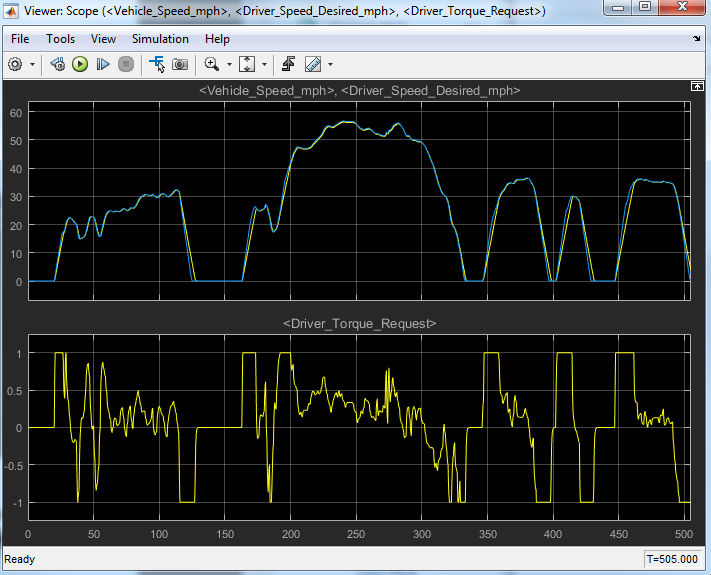 Viewer: Scope (<Vehicle_Speed_mph>, <Driver_Speed_Desired_mph>, <Driver_Torque_Request>)
File Tools View Simulation Help
<Vehicle_Speed_mph>, <Driver_Speed_Desired_mph>
60
50
40
30
20
10
0
<Driver_Torque_Request>
1
0.5
0
-0.5
-1
0 50 100 150 200 250 300 350 400 450 500
Ready T=505.000